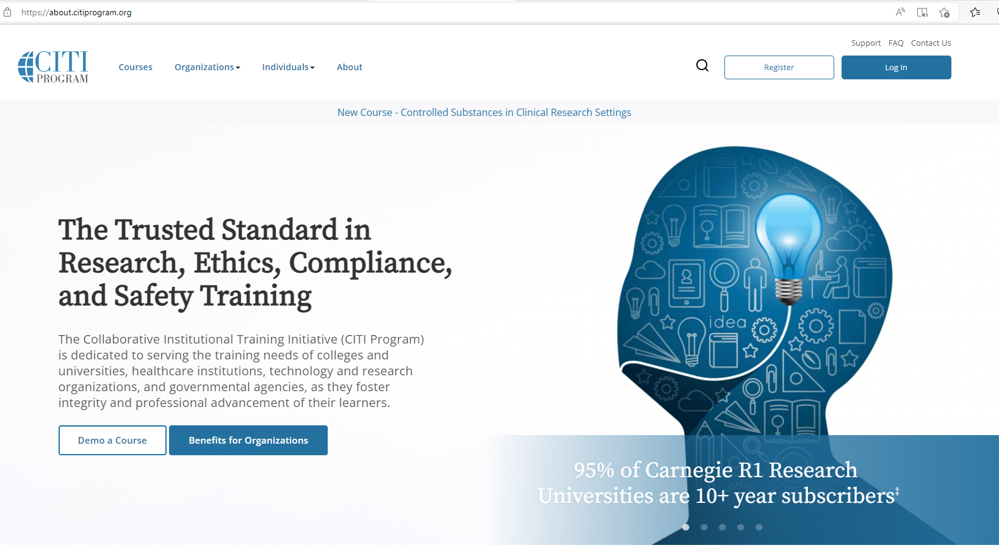 https://about.citiprogram.org
Support FAQ Contact Us
CITI
PROGRAM
Courses Organizations Individuals About
Register Log In
New Course - Controlled Substances in Clinical Research Settings
The Trusted Standard in
Research, Ethics, Compliance,
and Safety Training
The Collaborative Institutional Training Initiative (CITI Program)
is dedicated to serving the training needs of colleges and
universities, healthcare institutions, technology and research
organizations, and governmental agencies, as they foster
integrity and professional advancement of their learners.
Demo a Course Benefits for Organizations
idea
95% of Carnegie R1 Research
Universities are 10+ year subscribers‡